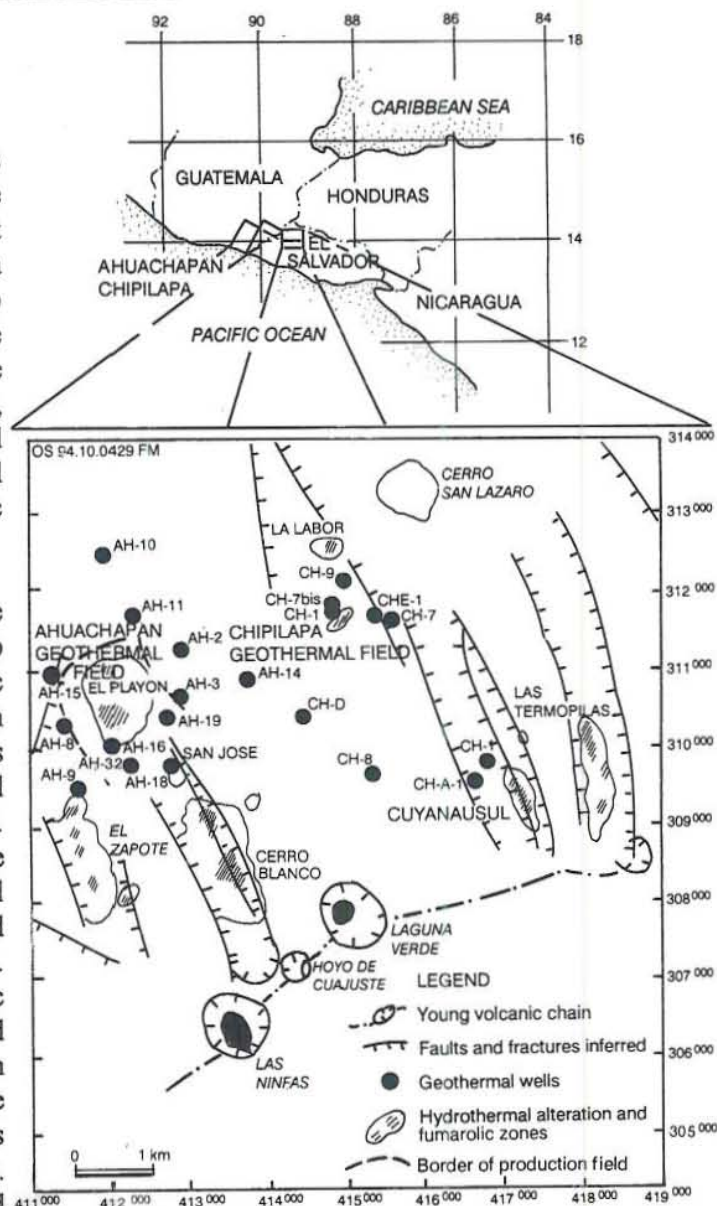 92
90
88
86
84
18
CARIBBEAN SEA
16
GUATEMALA
HONDURAS
14
EL
SALVADOR
AHUACHAPAN
CHIPILAPA
NICARAGUA
PACIFIC OCEAN
12
OS 94.10.0429 FM
314 000
CERRO
SAN LAZARO
313 000
LA LABOR
AH-10
CH-9
312 000
CH-7bis
CHE-1
CH-1
CH-7
AH-11
AHUACHAPAN
GEOTHERMAL
FIELD
AH-2
CHIPILAPA
GEOTHERMAL FIELD
311 000
AH-15
EL PLAYON
AH-3
AH-14
LAS
TERMOPILAS
AH-19
CH-D
AH-8
AH-16
SAN JOSE
310 000
AH-32
AH-18
CH-8
CH-1
AH-9
CH-A-1
CUYANAUSUL
309 000
EL
ZAPOTE
CERRO
BLANCO
308 000
LAGUNA
VERDE
HOYO DE
CUAJUSTE
307 000
LEGEND
Young volcanic chain
Faults and fractures inferred
306 000
LAS
NINFAS
Geothermal wells
Hydrothermal alteration and
fumarolic zones
305 000
Border of production field
0 1 km
411 000 412 000 413 000 414 000 415 000 416 000 417 000 418 000 419 000